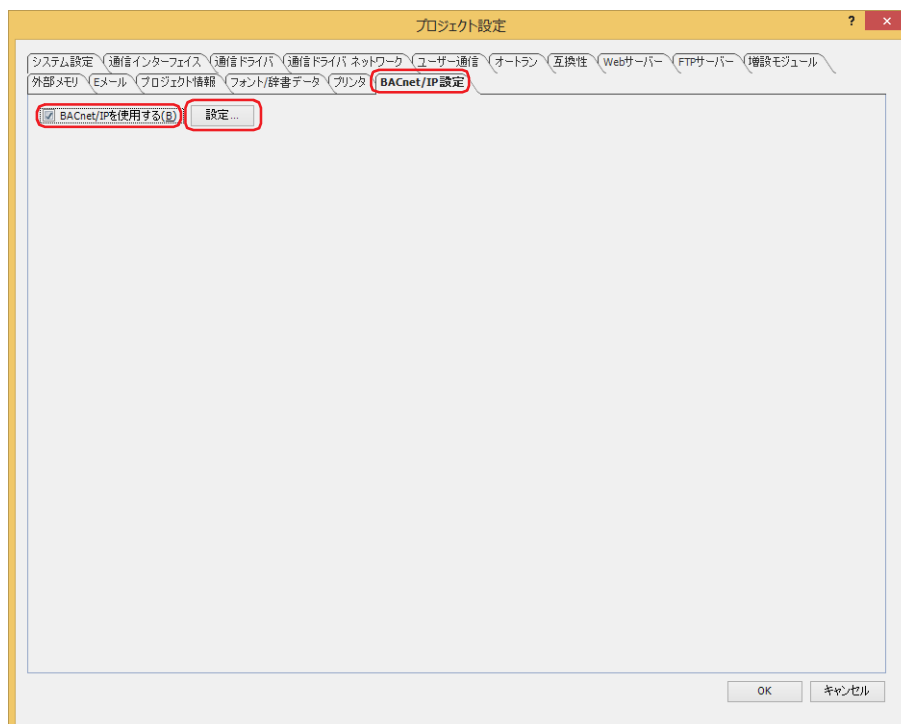 プロジェクト設定
? ×
システム設定 通信インターフェイス 通信ドライバ 通信ドライバ ネットワーク ユーザー通信 オートラン 互換性 Webサーバー FTPサーバー 増設モジュール
外部メモリ Eメール プロジェクト情報 フォント/辞書データ プリンタ BACnet/IP設定
BACnet/IPを使用する(B) 設定...
OK キャンセル